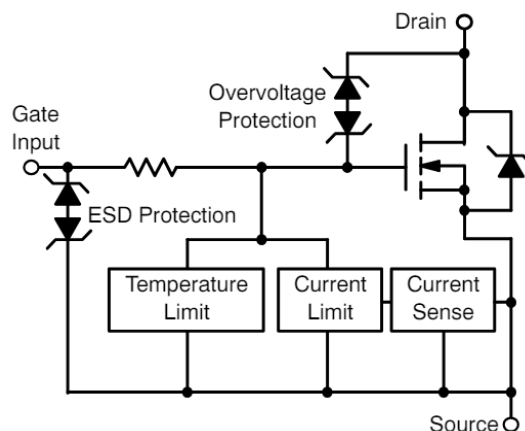 Drain
Overvoltage
Protection
Gate
Input
ESD Protection
Temperature
Limit
Current
Limit
Current
Sense
Source